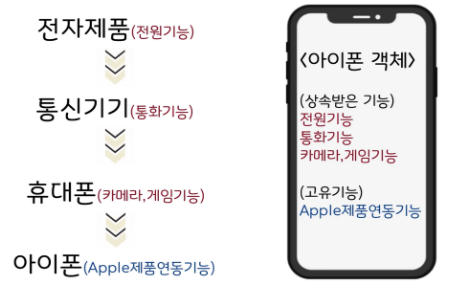 전자제품(전원기능)
통신기기(통화기능)
휴대폰(카메라,게임기능)
아이폰(Apple제품연동기능)
<아이폰 객체>
(상속받은 기능)
전원기능
통화기능
카메라,게임기능
(고유기능)
Apple제품연동기능